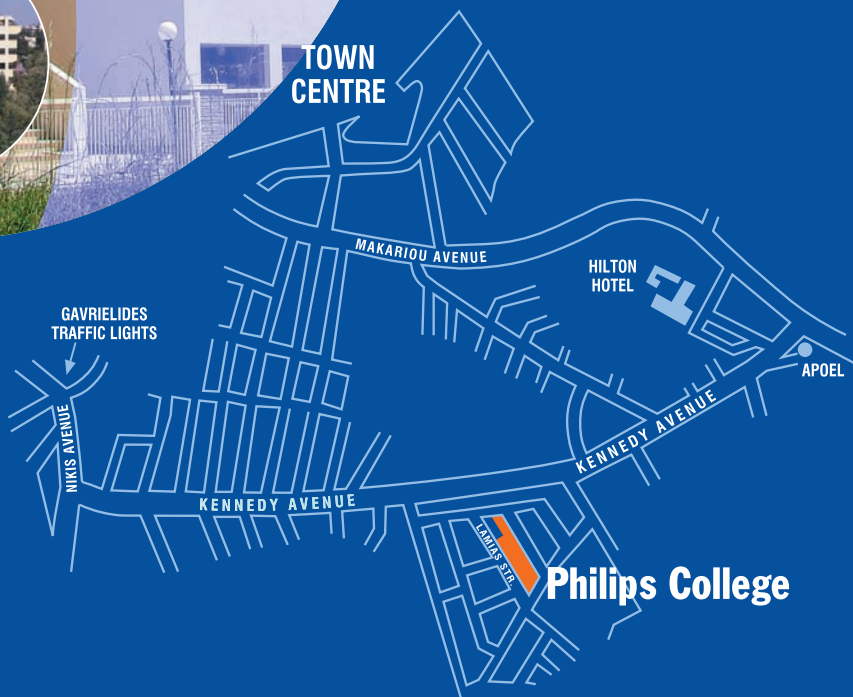 TOWN
CENTRE
MAKARIOU AVENUE
HILTON
HOTEL
GAVRIELIDES
TRAFFIC LIGHTS
APOEL
NIKIS AVENUE
KENNEDY AVENUE
KENNEDY AVENUE
LAMIAS STR.
Philips College